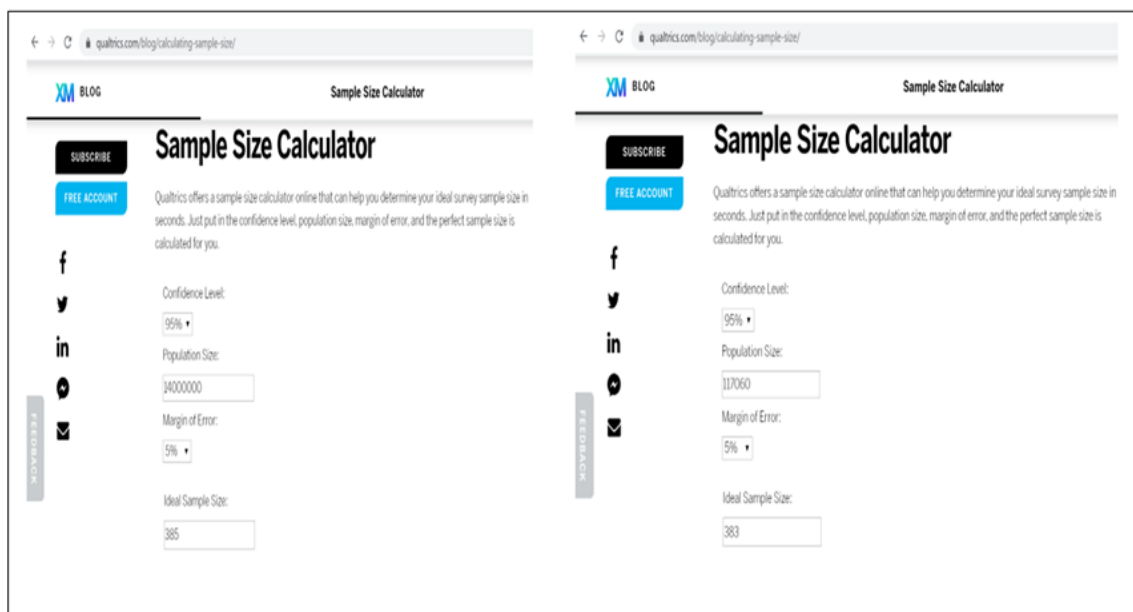 qualtrics.com/blog/calculating-sample-size/
XM BLOG
Sample Size Calculator
SUBSCRIBE
FREE ACCOUNT
Sample Size Calculator
Qualtrics offers a sample size calculator online that can help you determine your ideal survey sample size in
seconds. Just put in the confidence level, population size, margin of error, and the perfect sample size is
calculated for you.
Confidence Level:
95%
Population Size:
14000000
Margin of Error:
5%
Ideal Sample Size:
385
FEEDBACK
qualtrics.com/blog/calculating-sample-size/
XM BLOG
Sample Size Calculator
SUBSCRIBE
FREE ACCOUNT
Sample Size Calculator
Qualtrics offers a sample size calculator online that can help you determine your ideal survey sample size in
seconds. Just put in the confidence level, population size, margin of error, and the perfect sample size is
calculated for you.
Confidence Level:
95%
Population Size:
117060
Margin of Error:
5%
Ideal Sample Size:
383
FEEDBACK